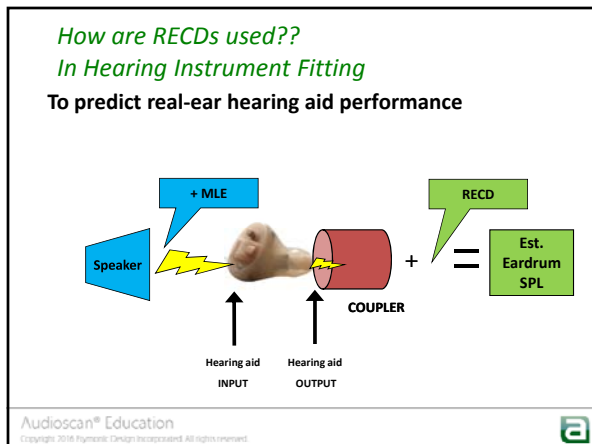 How are RECDs used??
In Hearing Instrument Fitting
To predict real-ear hearing aid performance
+ MLE
RECD
Speaker
+
=
Est.
Eardrum
SPL
COUPLER
Hearing aid
INPUT
Hearing aid
OUTPUT
Audioscan® Education
Copyright 2016 Etymonic Design Incorporated. All rights reserved.
a